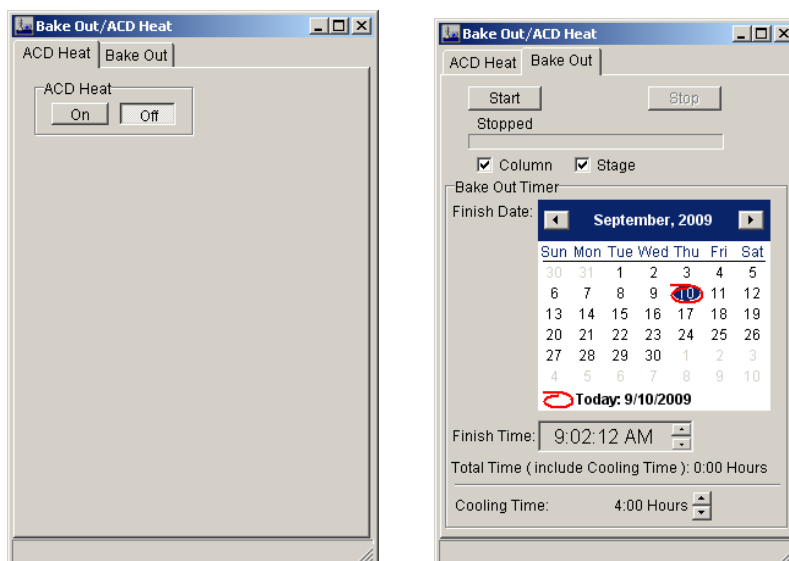 Bake Out/ACD Heat
ACD Heat Bake Out
ACD Heat
On Off
Bake Out/ACD Heat
ACD Heat Bake Out
Start Stop
Stopped
Column Stage
Bake Out Timer
Finish Date:
September, 2009
Sun Mon Tue Wed Thu Fri Sat
30 31 1 2 3 4 5
6 7 8 9 10 11 12
13 14 15 16 17 18 19
20 21 22 23 24 25 26
27 28 29 30 1 2 3
4 5 6 7 8 9 10
Today: 9/10/2009
Finish Time: 9:02:12 AM
Total Time ( include Cooling Time ): 0:00 Hours
Cooling Time: 4:00 Hours